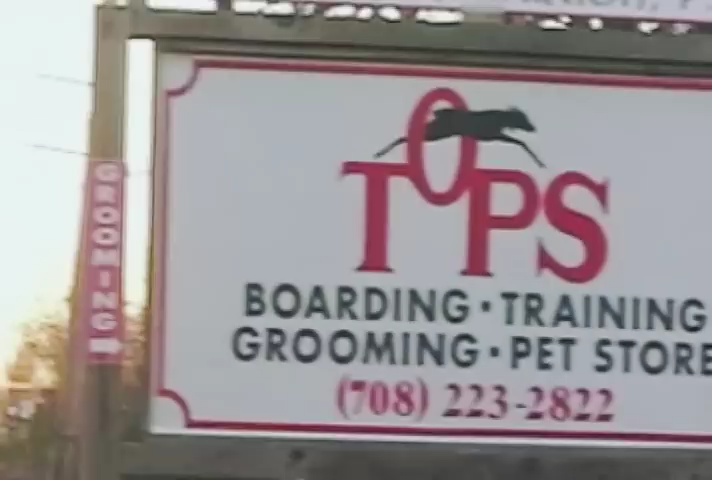 GROOMING
TOPS
BOARDING · TRAINING
GROOMING · PET STORE
(708) 223-2822